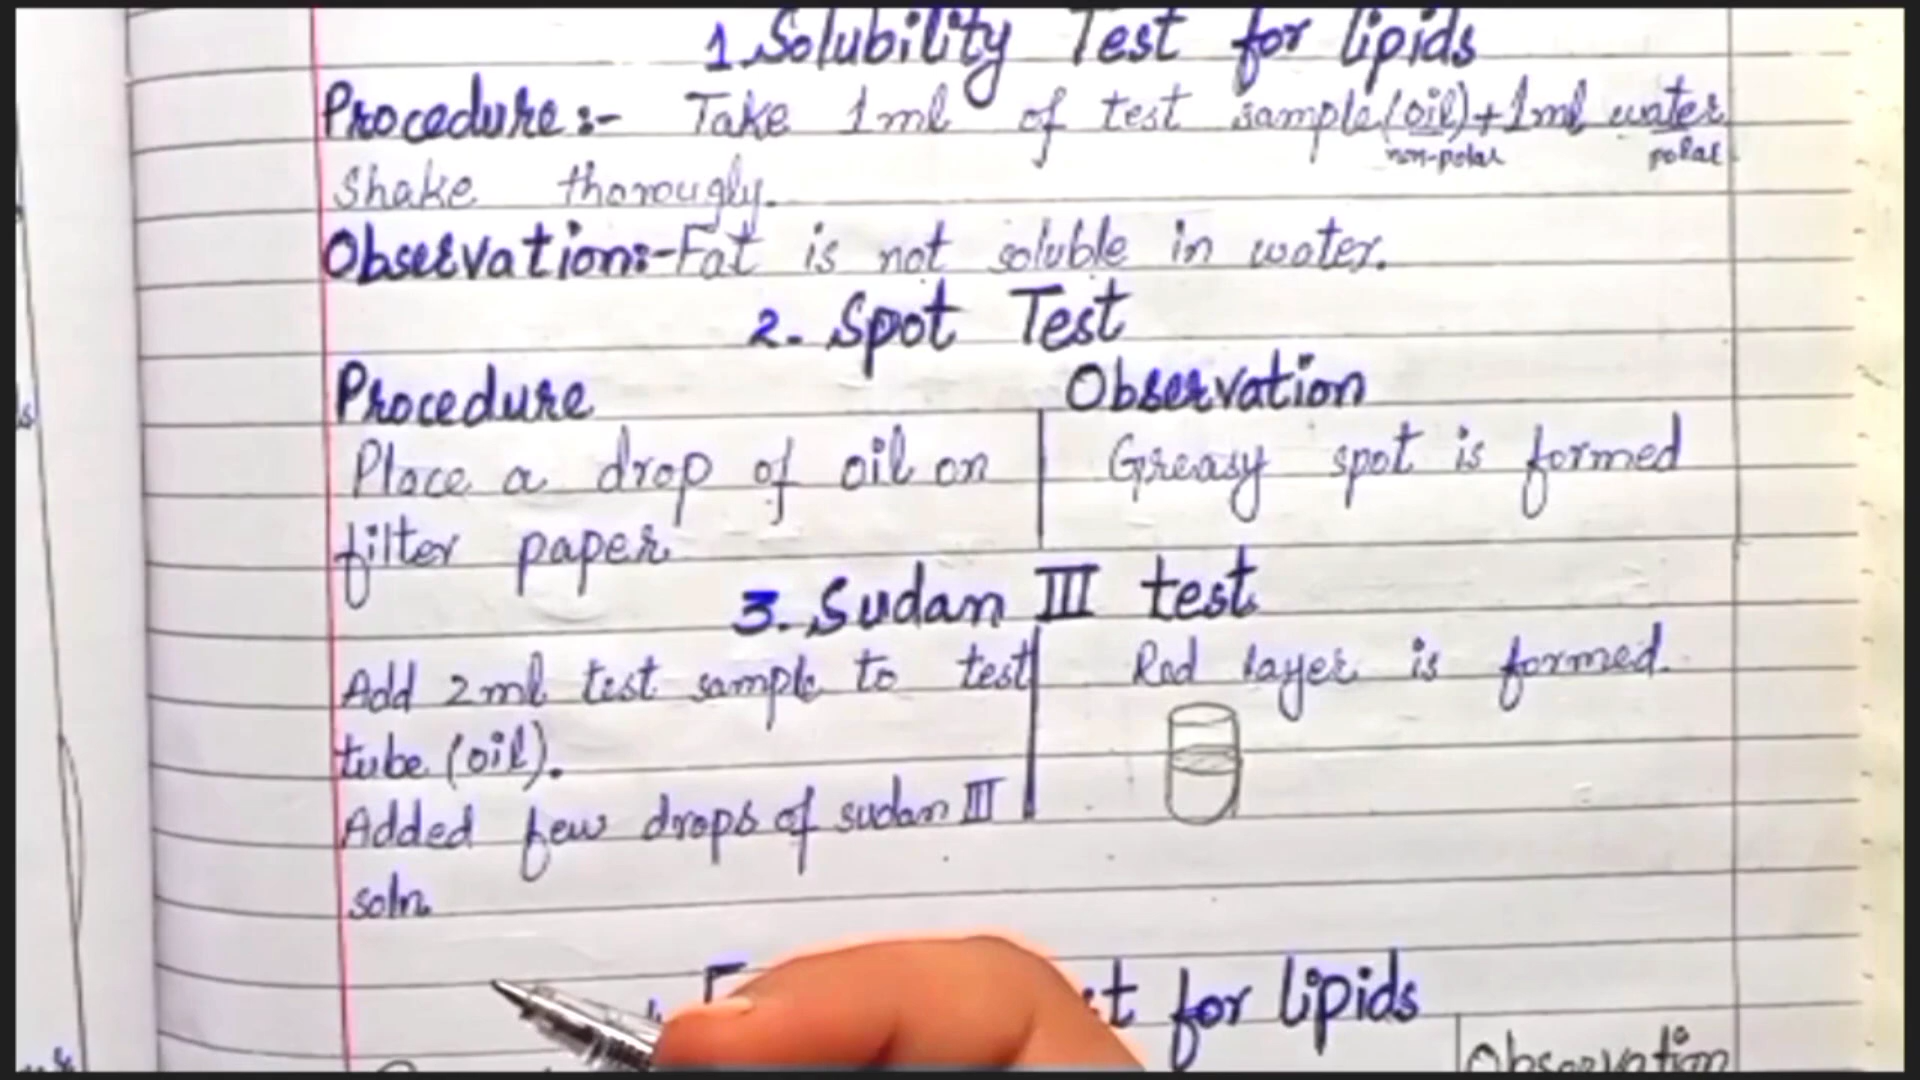 1. Solubility Test for lipids
Procedure:- Take 1ml of test sample(oil)+1ml water
non-polar polar
Shake thorougly.
Observation:-Fat is not soluble in water.
2. Spot Test
Procedure Observation
Place a drop of oil on
filter paper
Greasy spot is formed
3. Sudan III test
Add 2ml test sample to test
tube (oil).
Added few drops of sudan III
soln.
Red layer is formed.
for lipids
Observation